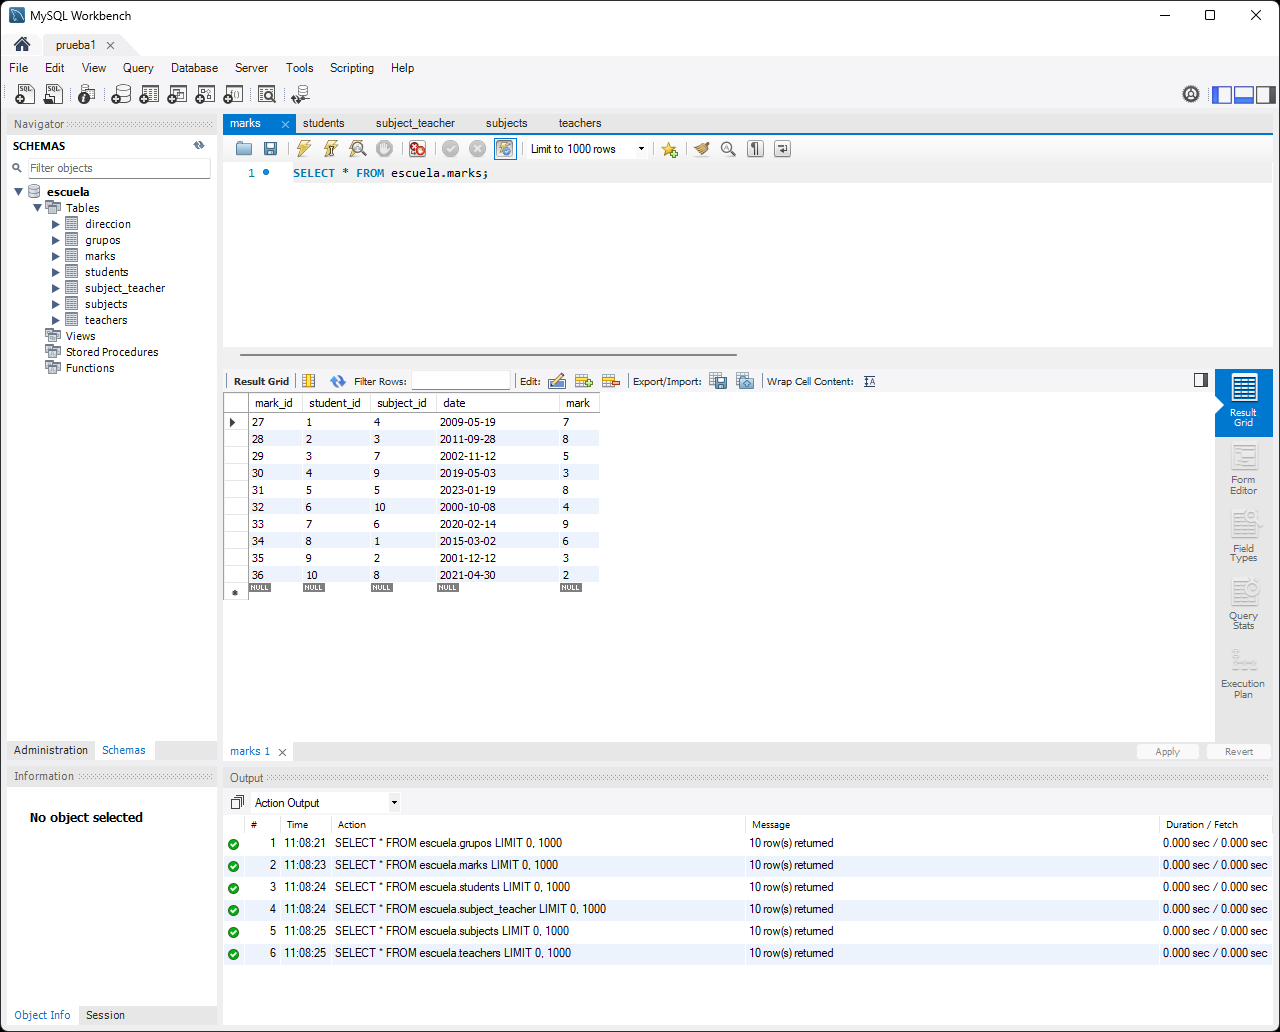 MySQL Workbench
prueba1
File Edit View Query Database Server Tools Scripting Help
Navigator
SCHEMAS
Filter objects
escuela
Tables
direccion
grupos
marks
students
subject_teacher
subjects
teachers
Views
Stored Procedures
Functions
Administration Schemas
Information
No object selected
Object Info Session
marks students subject_teacher subjects teachers
Limit to 1000 rows
1 SELECT * FROM escuela.marks;
Result Grid Filter Rows: Edit: Export/Import: Wrap Cell Content:
mark_id student_id subject_id date mark
27 1 4 2009-05-19 7
28 2 3 2011-09-28 8
29 3 7 2002-11-12 5
30 4 9 2019-05-03 3
31 5 5 2023-01-19 8
32 6 10 2000-10-08 4
33 7 6 2020-02-14 9
34 8 1 2015-03-02 6
35 9 2 2001-12-12 3
36 10 8 2021-04-30 2
NULL NULL NULL NULL NULL
Result
Grid
Form
Editor
Field
Types
Query
Stats
Execution
Plan
marks 1
Apply Revert
Output
Action Output
# Time Action Message Duration / Fetch
1 11:08:21 SELECT * FROM escuela.grupos LIMIT 0, 1000 10 row(s) returned 0.000 sec / 0.000 sec
2 11:08:23 SELECT * FROM escuela.marks LIMIT 0, 1000 10 row(s) returned 0.000 sec / 0.000 sec
3 11:08:24 SELECT * FROM escuela.students LIMIT 0, 1000 10 row(s) returned 0.000 sec / 0.000 sec
4 11:08:24 SELECT * FROM escuela.subject_teacher LIMIT 0, 1000 10 row(s) returned 0.000 sec / 0.000 sec
5 11:08:25 SELECT * FROM escuela.subjects LIMIT 0, 1000 10 row(s) returned 0.000 sec / 0.000 sec
6 11:08:25 SELECT * FROM escuela.teachers LIMIT 0, 1000 10 row(s) returned 0.000 sec / 0.000 sec